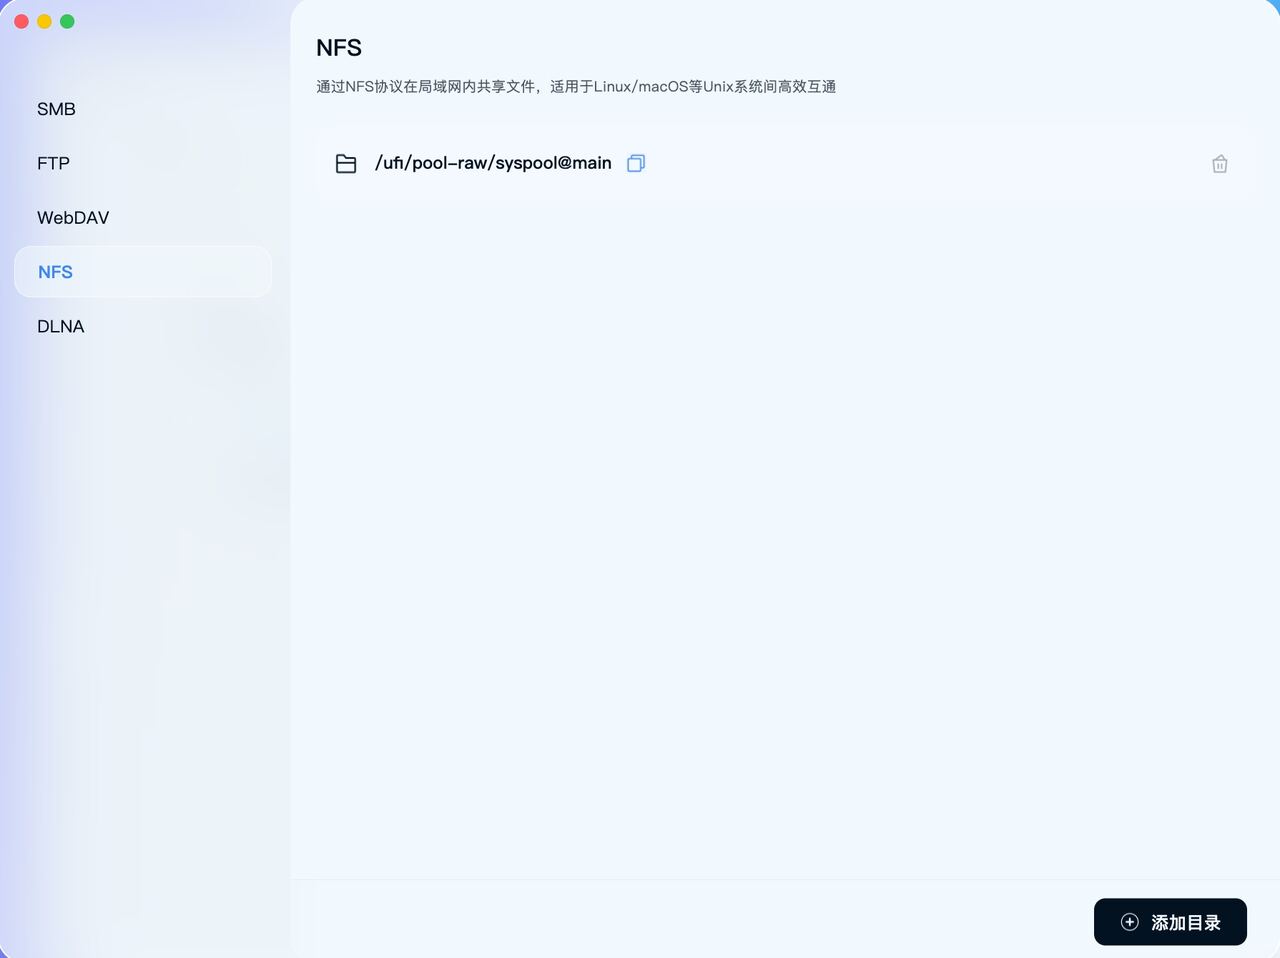 SMB
FTP
WebDAV
NFS
DLNA
NFS
通过NFS协议在局域网内共享文件，适用于Linux/macOS等Unix系统间高效互通
/ufi/pool-raw/syspool@main
添加目录